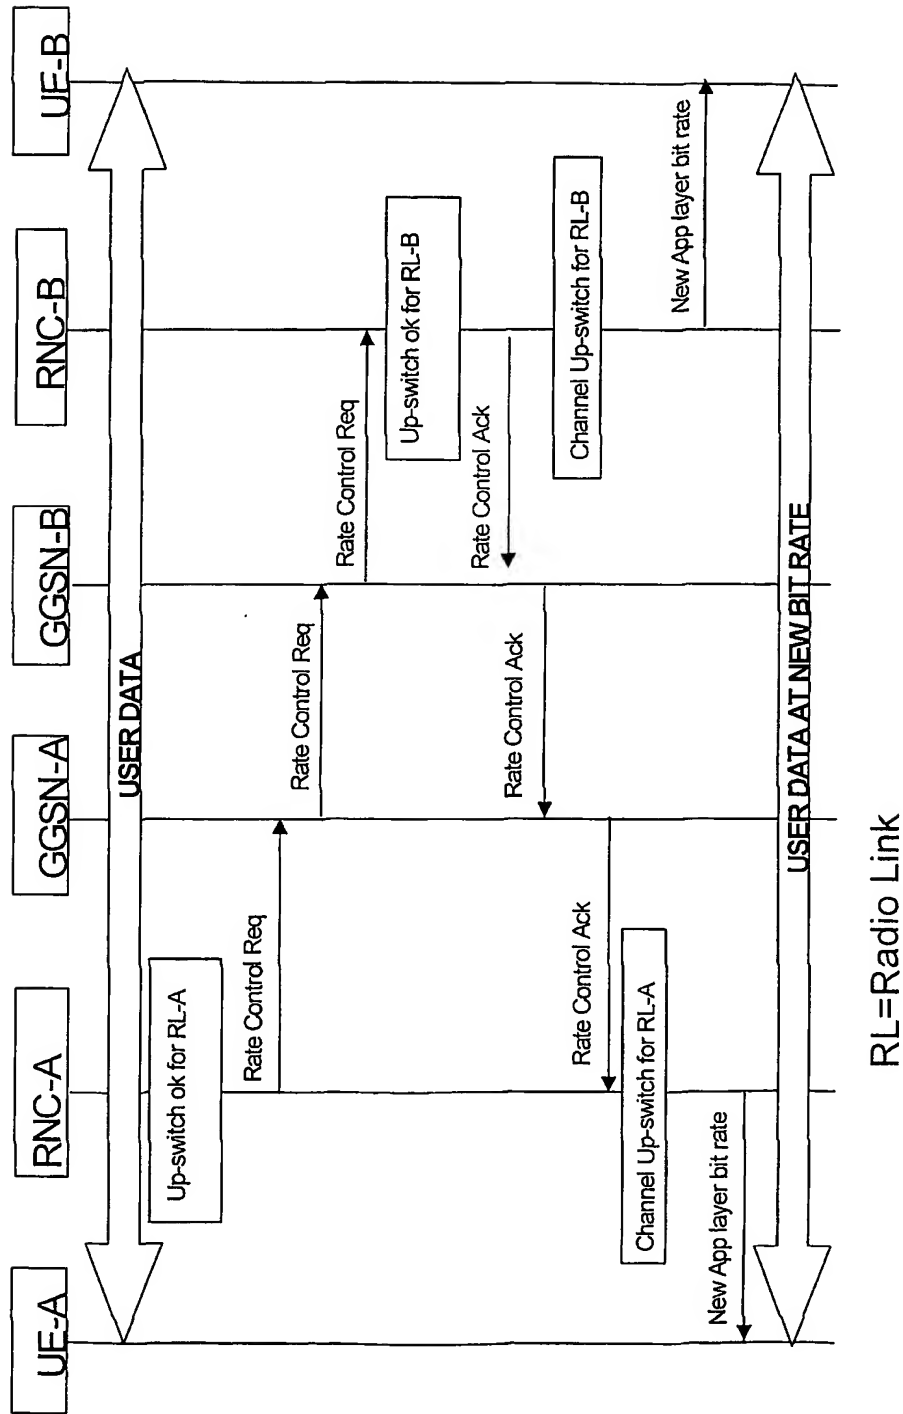 UE-A
RNC-A
GGSN-A
GGSN-B
RNC-B
UE-B
USER DATA
Up-switch ok for RL-A
Rate Control Req
Rate Control Req
Rate Control Req
Up-switch ok for RL-B
Rate Control Ack
Rate Control Ack
Channel Up-switch for RL-B
Rate Control Ack
Channel Up-switch for RL-A
New App layer bit rate
New App layer bit rate
USER DATA AT NEW BIT RATE
RL=Radio Link